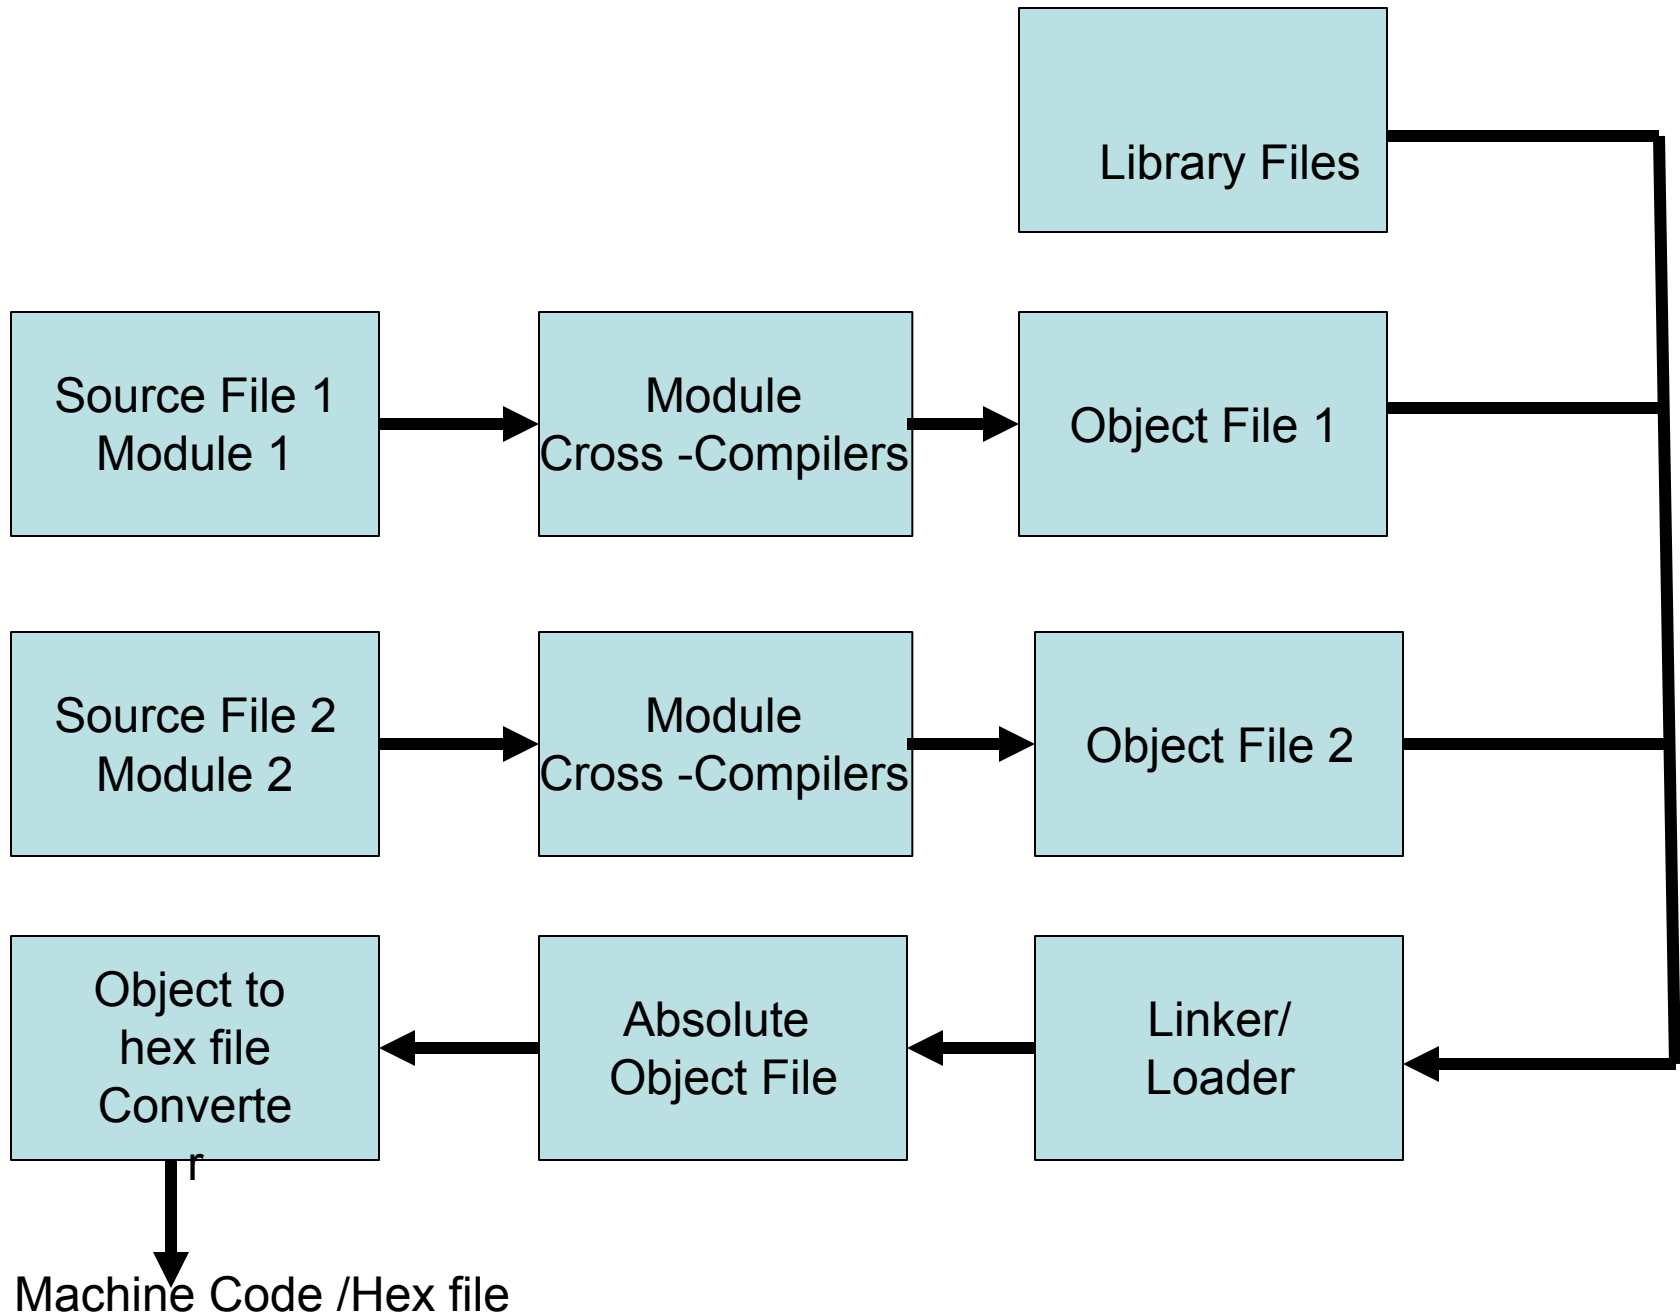 Library Files
Source File 1
Module 1
Module
Cross -Compilers
Object File 1
Source File 2
Module 2
Module
Cross -Compilers
Object File 2
Object to
hex file
Converte
r
Absolute
Object File
Linker/
Loader
Machine Code /Hex file